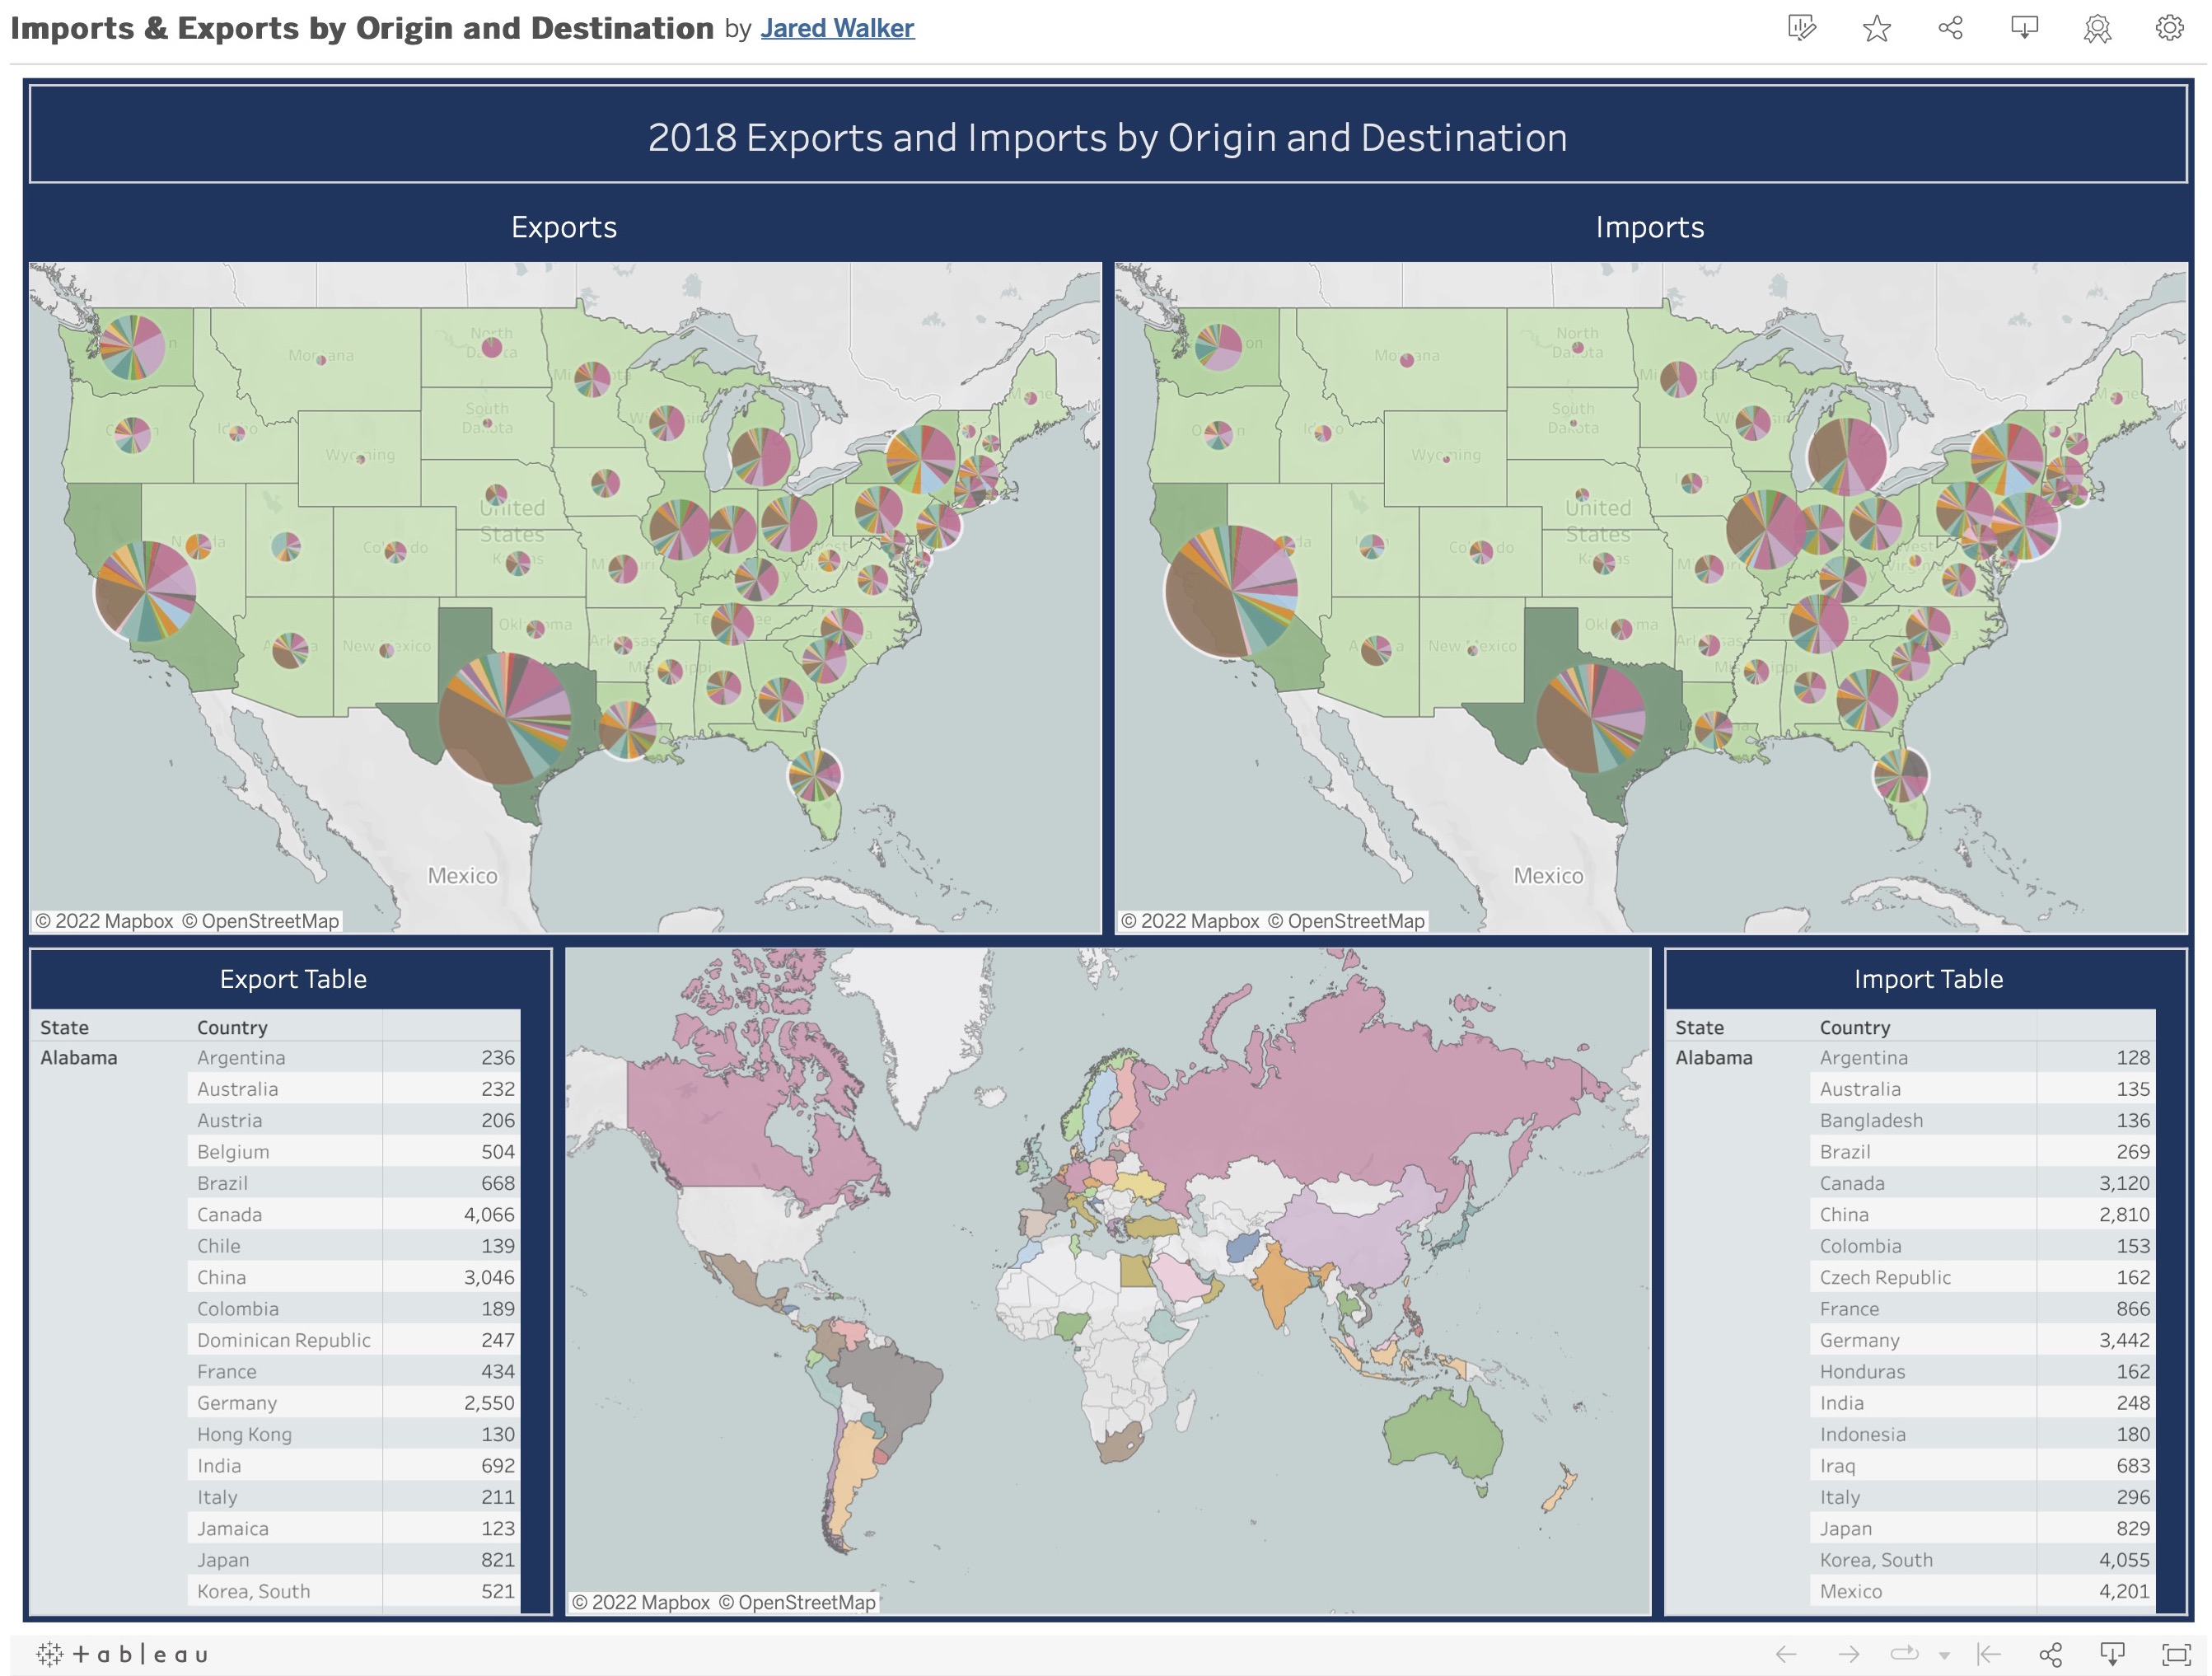 Imports & Exports by Origin and Destination by Jared Walker
2018 Exports and Imports by Origin and Destination
Exports
Imports
North
Dakota
Montana
South
Dakota
Idaho
Wyoming
United
States
Colorado
Kansas
Oklahoma
New Mexico
Arkansas
Mexico
© 2022 Mapbox © OpenStreetMap
North
Dakota
Montana
South
Dakota
Idaho
Wyoming
United
States
Colorado
Kansas
West
Oklahoma
New Mexico
Arkansas
Mexico
© 2022 Mapbox © OpenStreetMap
Export Table
State Country
Alabama Argentina 236
Australia 232
Austria 206
Belgium 504
Brazil 668
Canada 4,066
Chile 139
China 3,046
Colombia 189
Dominican Republic 247
France 434
Germany 2,550
Hong Kong 130
India 692
Italy 211
Jamaica 123
Japan 821
Korea, South 521
© 2022 Mapbox © OpenStreetMap
Import Table
State Country
Alabama Argentina 128
Australia 135
Bangladesh 136
Brazil 269
Canada 3,120
China 2,810
Colombia 153
Czech Republic 162
France 866
Germany 3,442
Honduras 162
India 248
Indonesia 180
Iraq 683
Italy 296
Japan 829
Korea, South 4,055
Mexico 4,201
+ a b | e a u